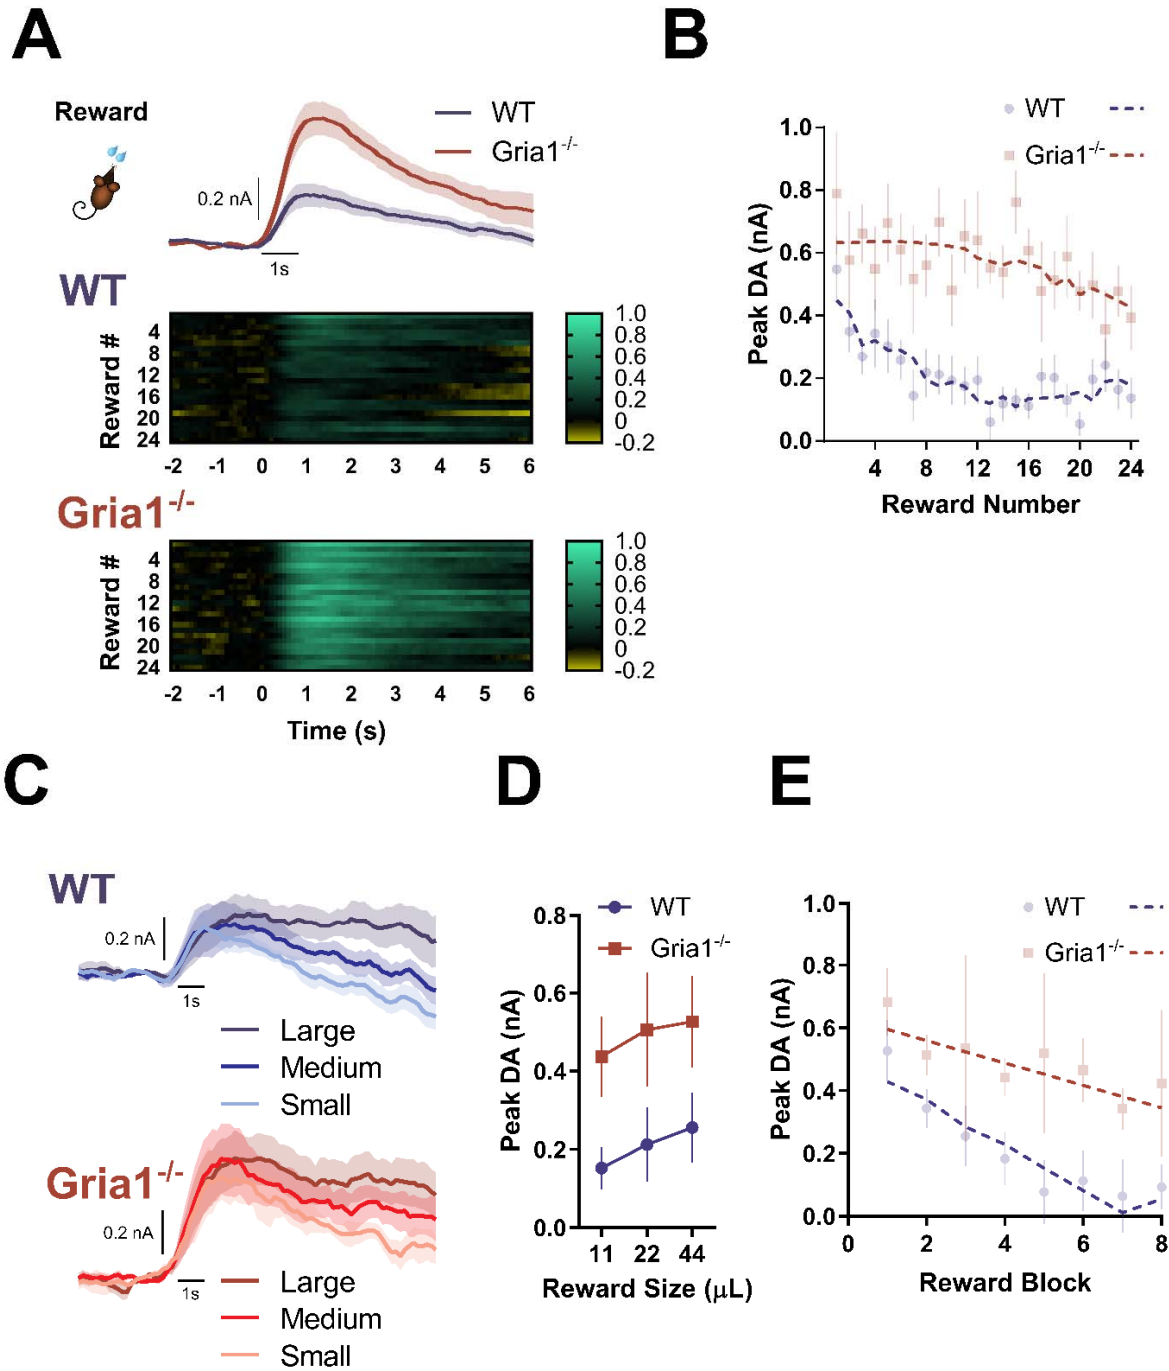 A
Reward
WT
Gria1-/-
0.2 nA
1s
WT
Reward #
4
8
12
16
20
24
-2 -1 0 1 2 3 4 5 6
1.0
0.8
0.6
0.4
0.2
0
-0.2
Gria1-/-
Reward #
4
8
12
16
20
24
-2 -1 0 1 2 3 4 5 6
Time (s)
1.0
0.8
0.6
0.4
0.2
0
-0.2
B
WT
Gria1-/-
Peak DA (nA)
1.0
0.8
0.6
0.4
0.2
0.0
4 8 12 16 20 24
Reward Number
C
WT
0.2 nA
1s
Large
Medium
Small
Gria1-/-
0.2 nA
1s
Large
Medium
Small
D
WT
Gria1-/-
Peak DA (nA)
0.8
0.6
0.4
0.2
0.0
11 22 44
Reward Size (μL)
E
WT
Gria1-/-
Peak DA (nA)
1.0
0.8
0.6
0.4
0.2
0.0
0 2 4 6 8
Reward Block